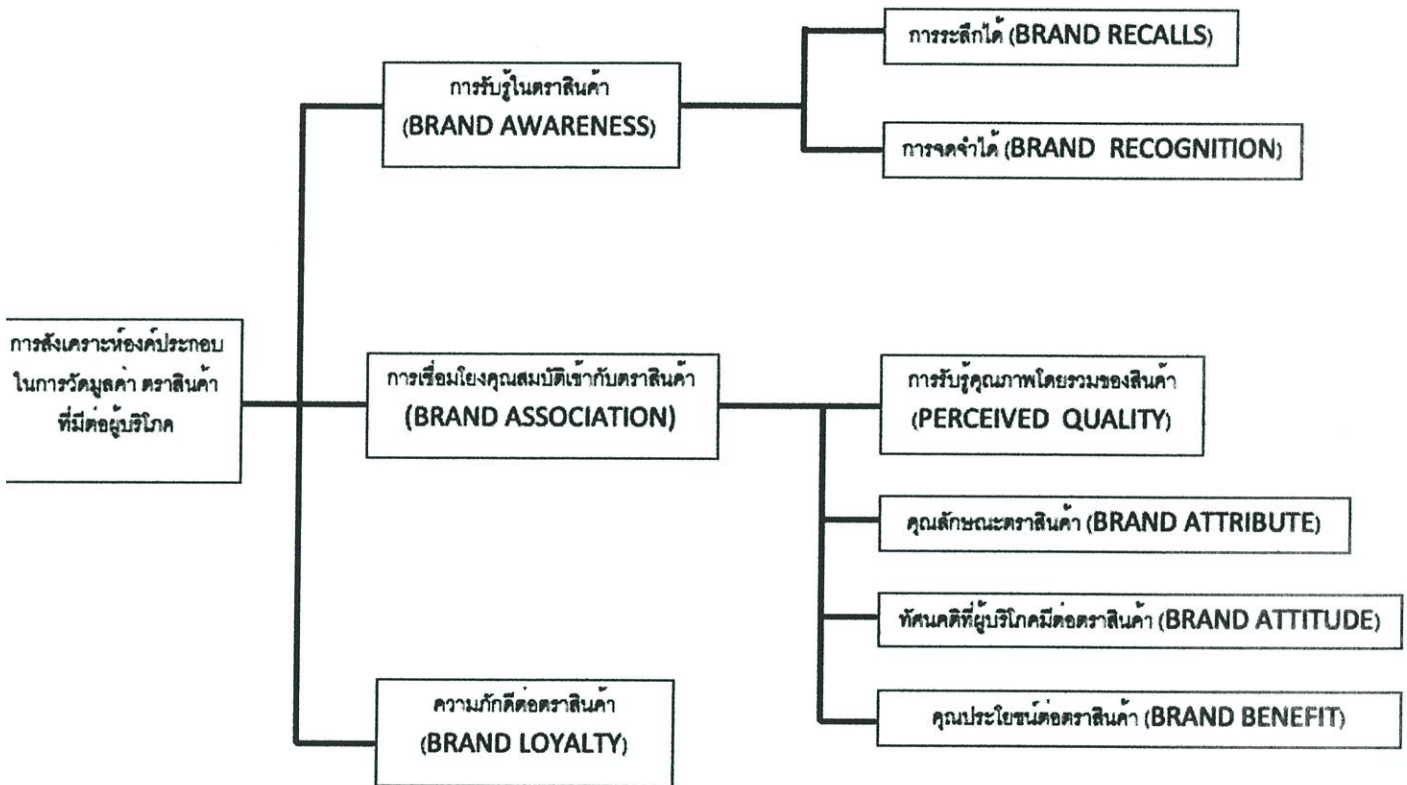 การระลึกได้ (BRAND RECALLS)
การรับรู้ในตราสินค้า
(BRAND AWARENESS)
การจดจำได้ (BRAND RECOGNITION)
การสังเคราะห์องค์ประกอบ
ในการวัดมูลค่า ตราสินค้า
ที่มีต่อผู้บริโภค
การเชื่อมโยงคุณสมบัติเข้ากับตราสินค้า
(BRAND ASSOCIATION)
การรับรู้คุณภาพโดยรวมของสินค้า
(PERCEIVED QUALITY)
คุณลักษณะตราสินค้า (BRAND ATTRIBUTE)
ทัศนคติที่ผู้บริโภคมีต่อตราสินค้า (BRAND ATTITUDE)
คุณประโยชน์ต่อตราสินค้า (BRAND BENEFIT)
ความภักดีต่อตราสินค้า
(BRAND LOYALTY)